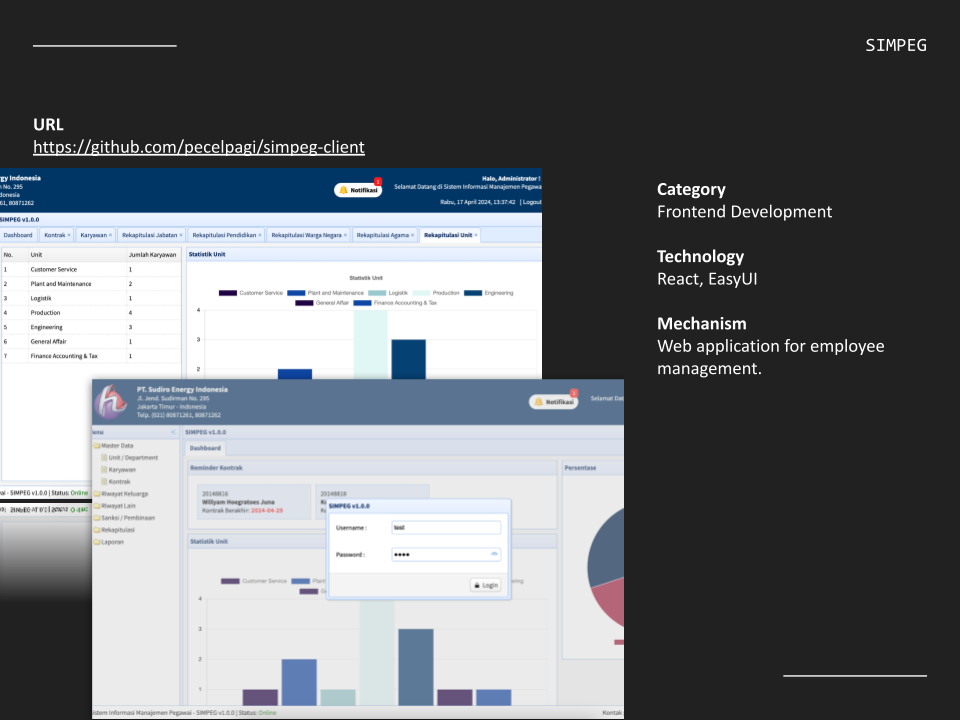 SIMPEG
URL
https://github.com/pecelpagi/simpeg-client
Category
Frontend Development
Technology
React, EasyUI
Mechanism
Web application for employee
management.
gy Indonesia
n No. 295
donesia
61, 80871262
Notifikasi
Halo, Administrator !
Selamat Datang di Sistem Informasi Manajemen Pegawa
Rabu, 17 April 2024, 13:37:42 | Logout
SIMPEG v1.0.0
Dashboard Kontrak × Karyawan × Rekapitulasi Jabatan × Rekapitulasi Pendidikan × Rekapitulasi Warga Negara × Rekapitulasi Agama × Rekapitulasi Unit ×
No. Unit Jumlah Karyawan
1 Customer Service 1
2 Plant and Maintenance 2
3 Logistik 1
4 Production 4
5 Engineering 3
6 General Affair 1
7 Finance Accounting & Tax 1
Statistik Unit
Statistik Unit
Customer Service Plant and Maintenance Logistik Production Engineering
General Affair Finance Accounting & Tax
4
3
2
ai - SIMPEG v1.0.0 | Status: Online
PT. Sudiro Energy Indonesia
Jl. Jend. Sudirman No. 295
Jakarta Timur - Indonesia
Telp. (021) 80871261, 80871262
Notifikasi
Selamat Dat
enu
Master Data
Unit / Department
Karyawan
Kontrak
Riwayat Keluarga
Riwayat Lain
Sanksi / Pembinaan
Rekapitulasi
Laporan
SIMPEG v1.0.0
Dashboard
Reminder Kontrak
20148816
Willyam Hoegratoes Juna
Kontrak Berakhir: 2024-04-29
20148818
Persentase
Statistik Unit
Customer Service
4
3
2
1
SIMPEG v1.0.0
Username :
test
Password :
Login
Sistem Informasi Manajemen Pegawai - SIMPEG v1.0.0 | Status: Online
Kontak